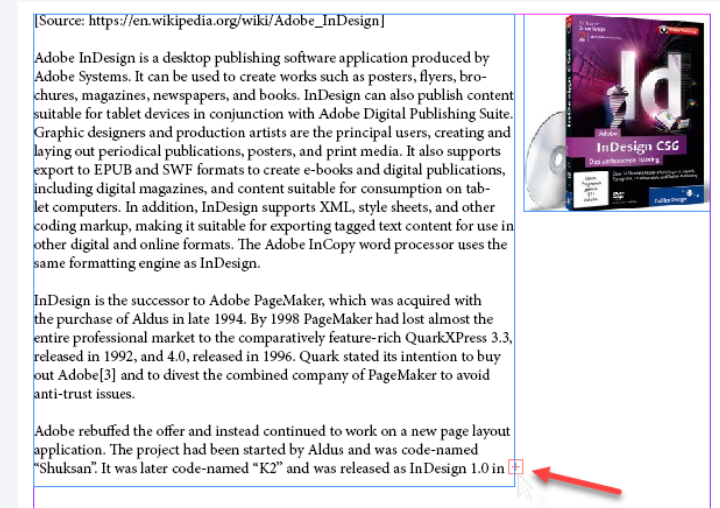 [Source: https://en.wikipedia.org/wiki/Adobe_InDesign]
Adobe InDesign is a desktop publishing software application produced by
Adobe Systems. It can be used to create works such as posters, flyers, bro-
chures, magazines, newspapers, and books. InDesign can also publish content
suitable for tablet devices in conjunction with Adobe Digital Publishing Suite.
Graphic designers and production artists are the principal users, creating and
laying out periodical publications, posters, and print media. It also supports
export to EPUB and SWF formats to create e-books and digital publications,
including digital magazines, and content suitable for consumption on tab-
let computers. In addition, InDesign supports XML, style sheets, and other
coding markup, making it suitable for exporting tagged text content for use in
other digital and online formats. The Adobe InCopy word processor uses the
same formatting engine as InDesign.
InDesign is the successor to Adobe PageMaker, which was acquired with
the purchase of Aldus in late 1994. By 1998 PageMaker had lost almost the
entire professional market to the comparatively feature-rich QuarkXPress 3.3,
released in 1992, and 4.0, released in 1996. Quark stated its intention to buy
out Adobe[3] and to divest the combined company of PageMaker to avoid
anti-trust issues.
Adobe rebuffed the offer and instead continued to work on a new page layout
application. The project had been started by Aldus and was code-named
“Shuksan”. It was later code-named “K2” and was released as InDesign 1.0 in
Id
Adobe
InDesign CS6
Das umfassende Training
Galileo Design